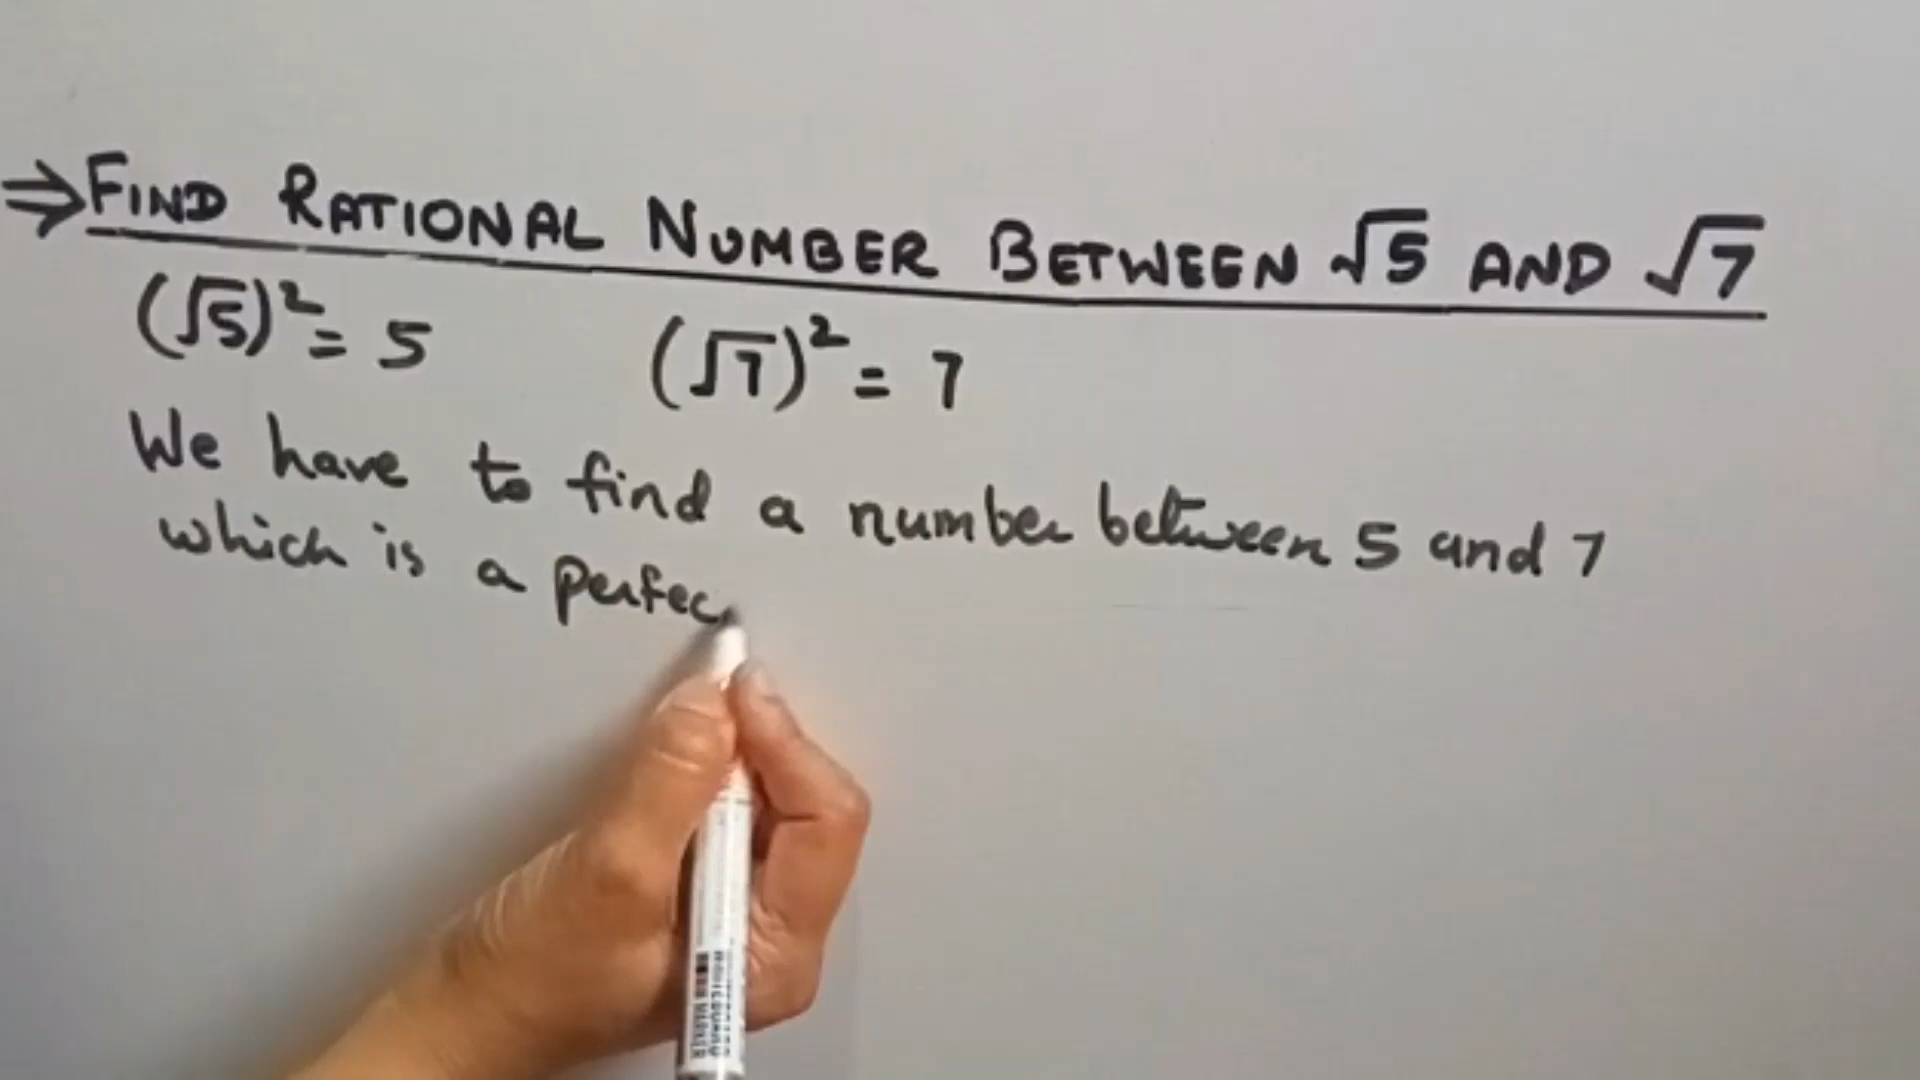 ⇒FIND RATIONAL NUMBER BETWEEN √5 AND √7
(√5)²= 5 (√7)² = 7
We have to find a number between 5 and 7
which is a perfec